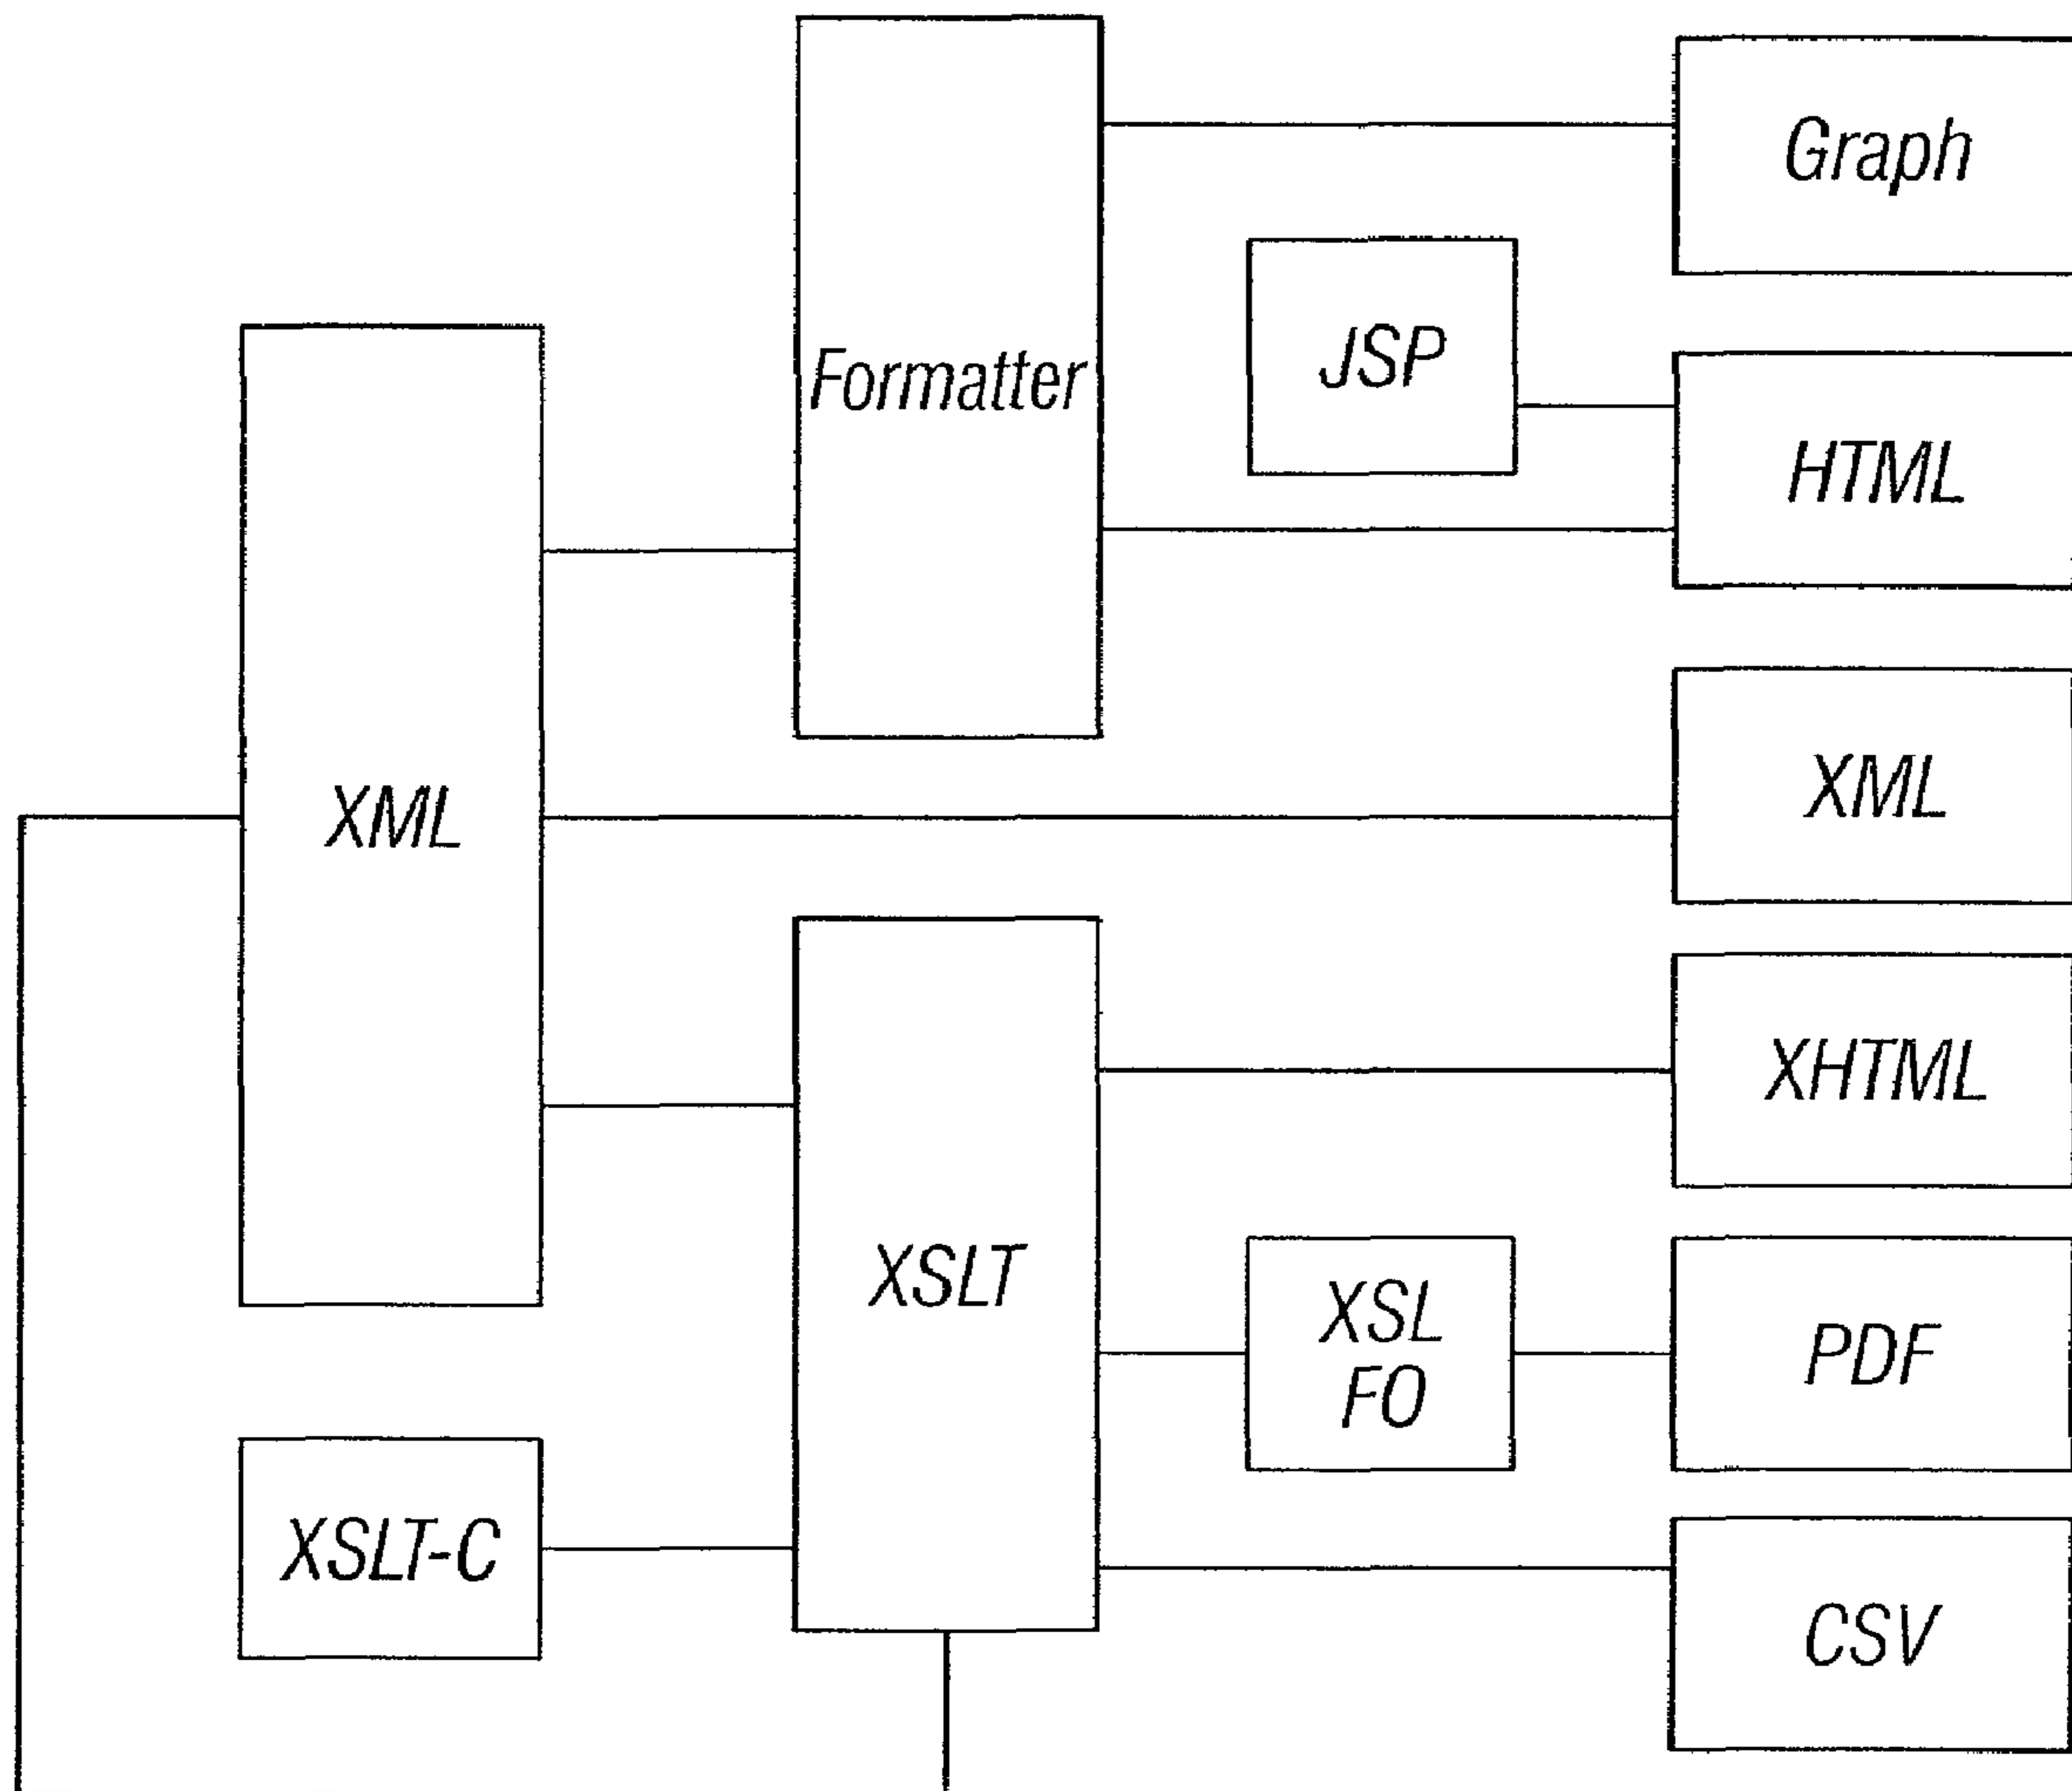 Graph
JSP
Formatter
HTML
XML
XML
XHTML
XSLT
XSL
FO
PDF
XSLT-C
CSV